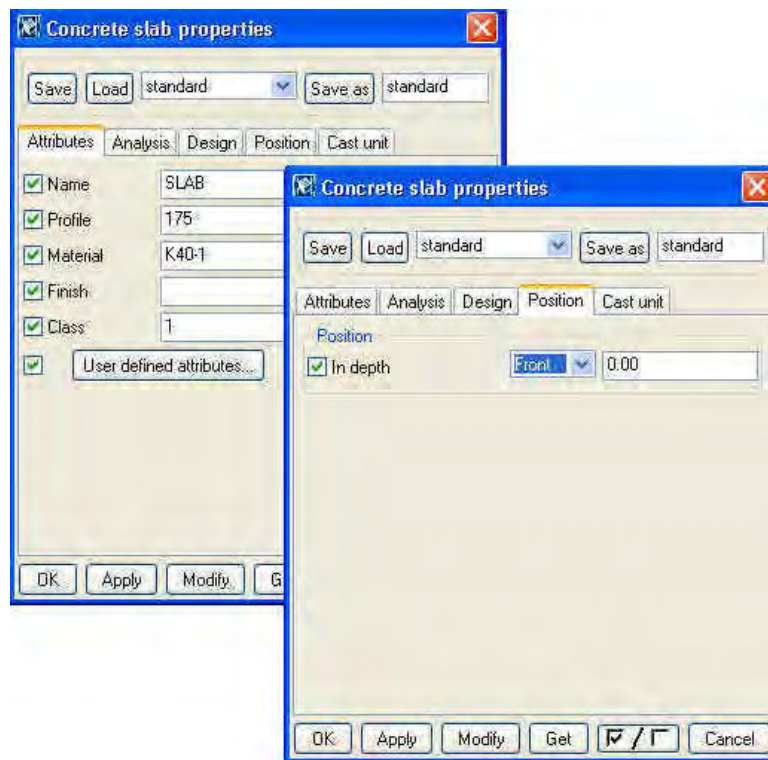 Concrete slab properties
Save Load standard Save as standard
Attributes Analysis Design Position Cast unit
Name SLAB
Profile 175
Material K40-1
Finish
Class 1
User defined attributes...
OK Apply Modify G
Concrete slab properties
Save Load standard Save as standard
Attributes Analysis Design Position Cast unit
Position
In depth Front 0.00
OK Apply Modify Get / Cancel